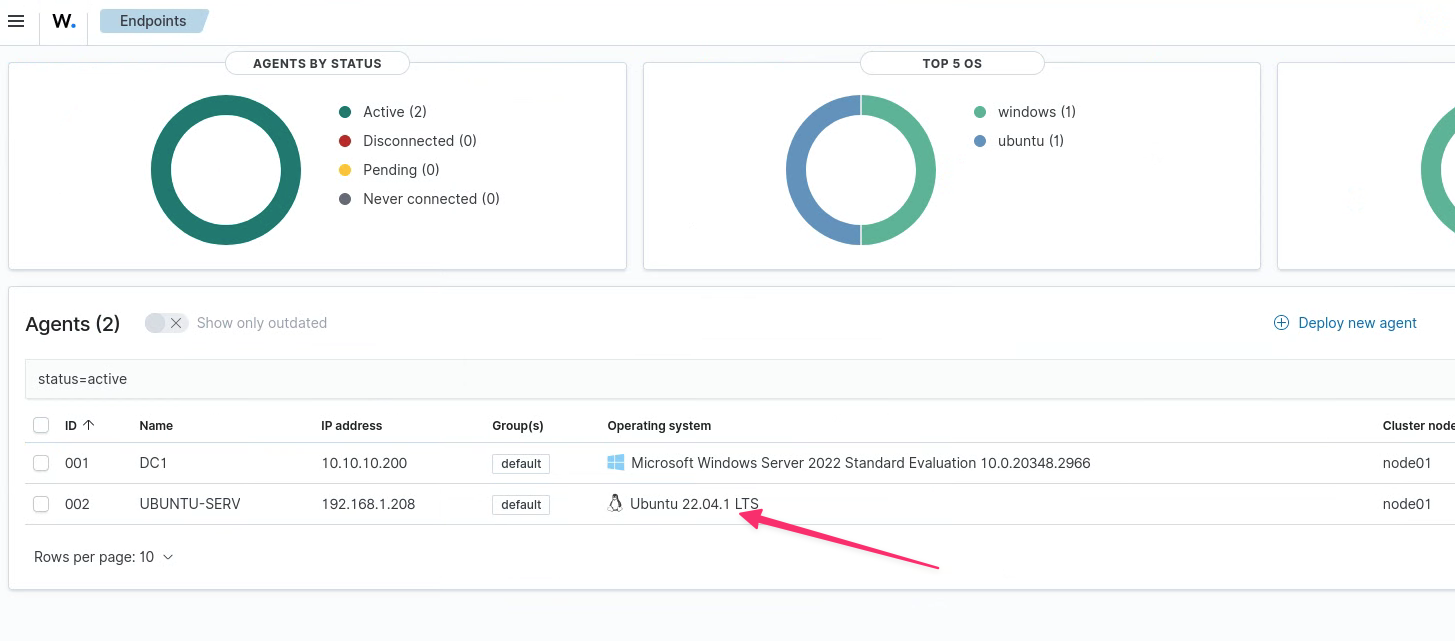 W. Endpoints
AGENTS BY STATUS
Active (2)
Disconnected (0)
Pending (0)
Never connected (0)
TOP 5 OS
windows (1)
ubuntu (1)
Agents (2) Show only outdated Deploy new agent
status=active
ID Name IP address Group(s) Operating system Cluster node
001 DC1 10.10.10.200 default Microsoft Windows Server 2022 Standard Evaluation 10.0.20348.2966 node01
002 UBUNTU-SERV 192.168.1.208 default Ubuntu 22.04.1 LTS node01
Rows per page: 10